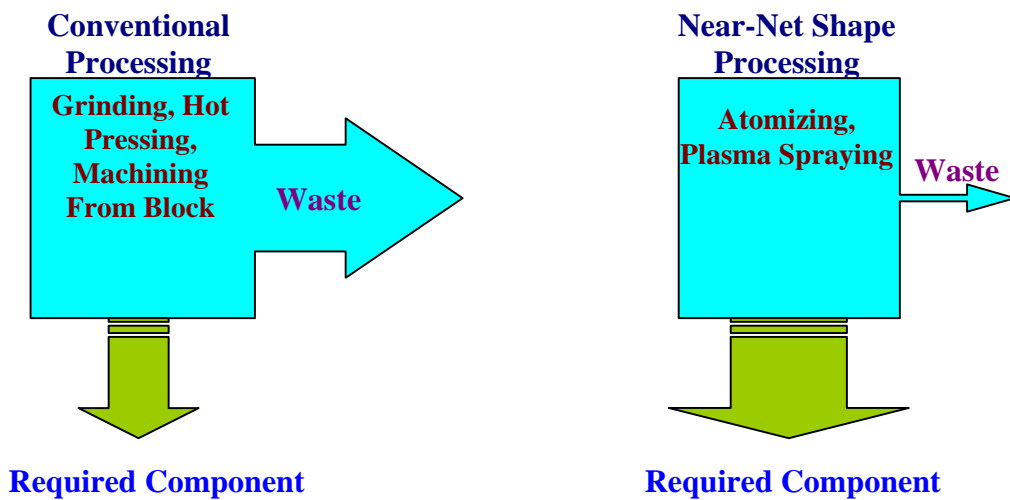 Conventional
Processing
Grinding, Hot
Pressing,
Machining
From Block
Waste
Required Component
Near-Net Shape
Processing
Atomizing,
Plasma Spraying
Waste
Required Component